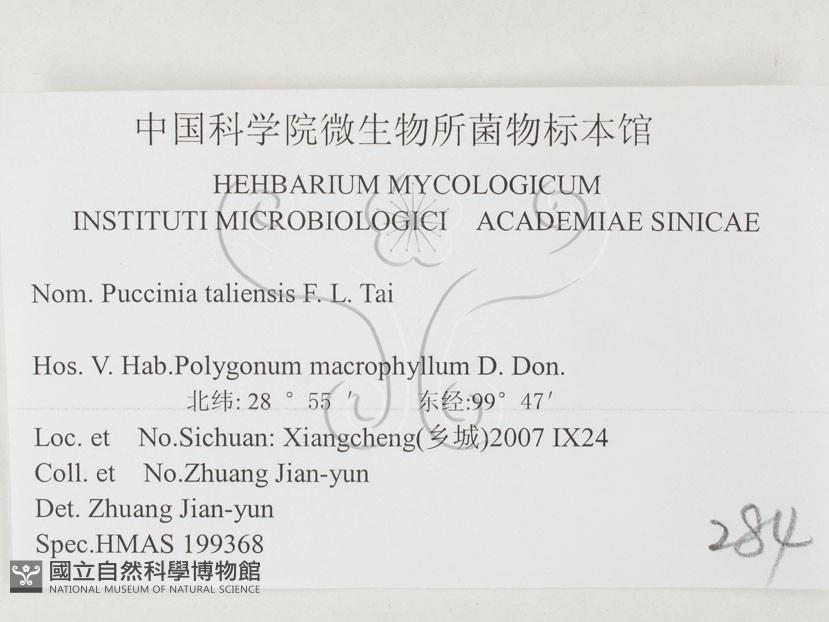 中国科学院微生物所菌物标本馆
HEHBARIUM MYCOLOGICUM
INSTITUTI MICROBIOLOGICI ACADEMIAE SINICAE
Nom. Puccinia taliensis F. L. Tai
Hos. V. Hab.Polygonum macrophyllum D. Don.
北纬: 28 ° 55 ′ 东经:99° 47′
Loc. et No.Sichuan: Xiangcheng(乡城)2007 IX24
Coll. et No.Zhuang Jian-yun
Det. Zhuang Jian-yun
Spec.HMAS 199368
284
國立自然科學博物館
NATIONAL MUSEUM OF NATURAL SCIENCE